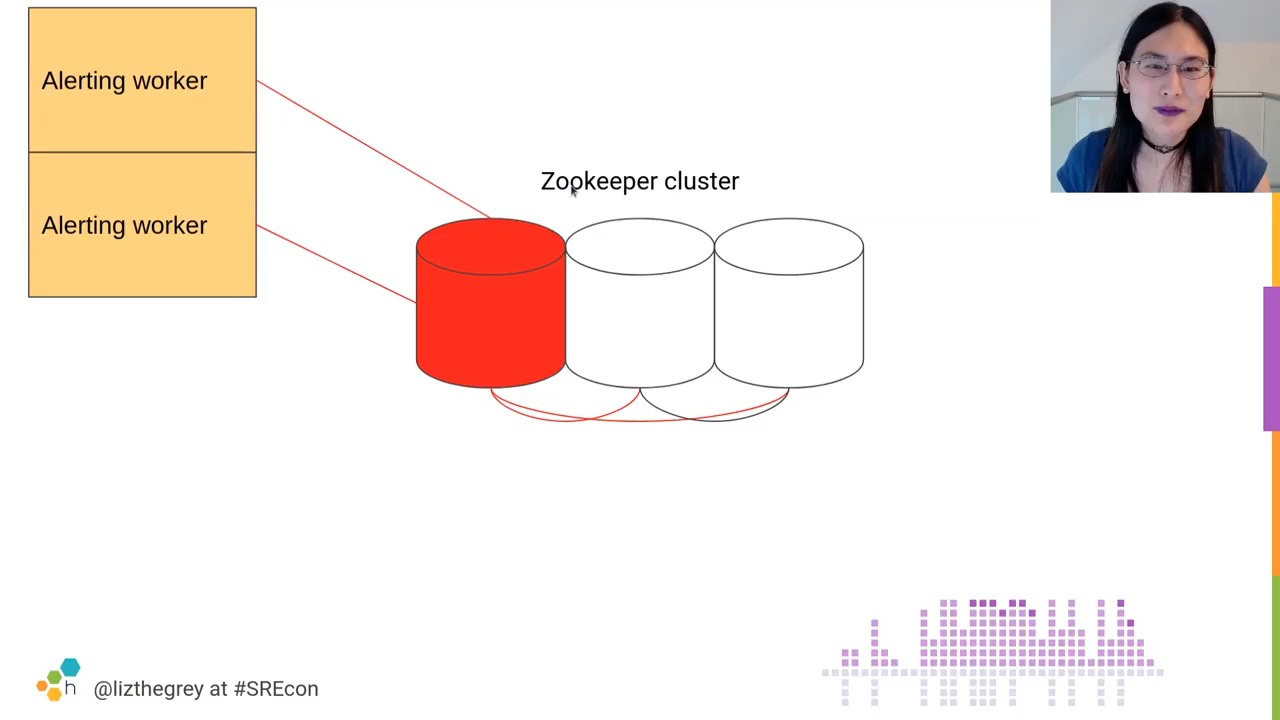 Alerting worker
Alerting worker
Zookeeper cluster
h
@lizthegrey at #SREcon